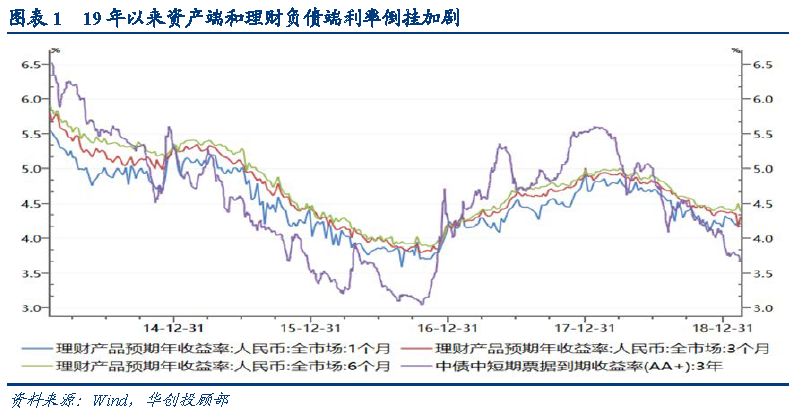 图表 1 19 年以来资产端和理财负债端利率倒挂加剧
% %
6.5 6.5
6.0 6.0
5.5 5.5
5.0 5.0
4.5 4.5
4.0 4.0
3.5 3.5
3.0 3.0
14-12-31 15-12-31 16-12-31 17-12-31 18-12-31
理财产品预期年收益率:人民币:全市场:1个月 理财产品预期年收益率:人民币:全市场:3个月
理财产品预期年收益率:人民币:全市场:6个月 中债中短期票据到期收益率(AA+):3年
资料来源: Wind, 华创投顾部